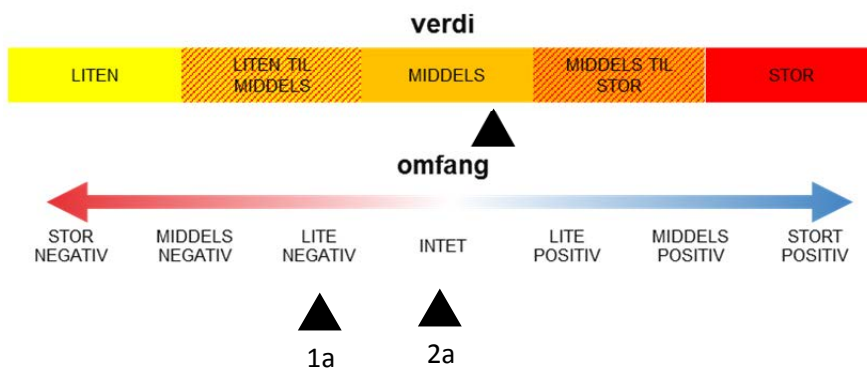 verdi
LITEN
LITEN TIL
MIDDELS
MIDDELS
MIDDELS TIL
STOR
STOR
omfang
STOR
NEGATIV
MIDDELS
NEGATIV
LITE
NEGATIV
INTET
LITE
POSITIV
MIDDELS
POSITIV
STORT
POSITIV
1a
2a